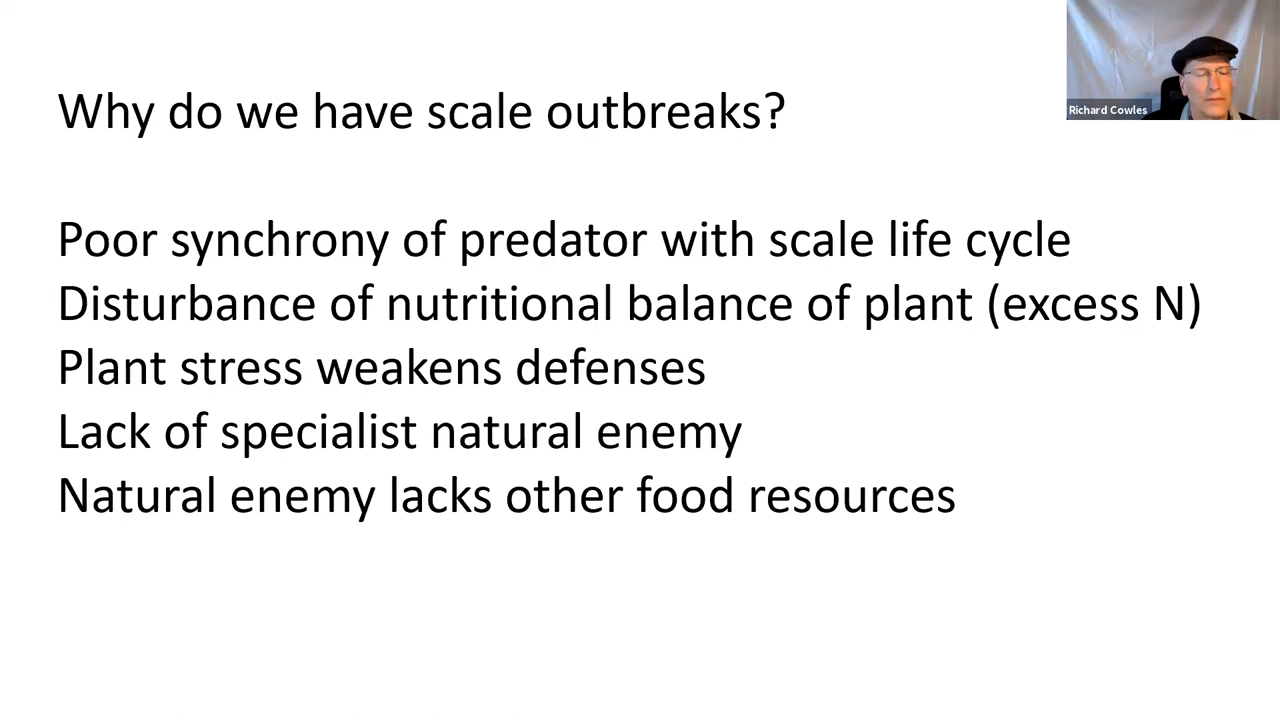 Why do we have scale outbreaks?
Richard Cowles
Poor synchrony of predator with scale life cycle
Disturbance of nutritional balance of plant (excess N)
Plant stress weakens defenses
Lack of specialist natural enemy
Natural enemy lacks other food resources